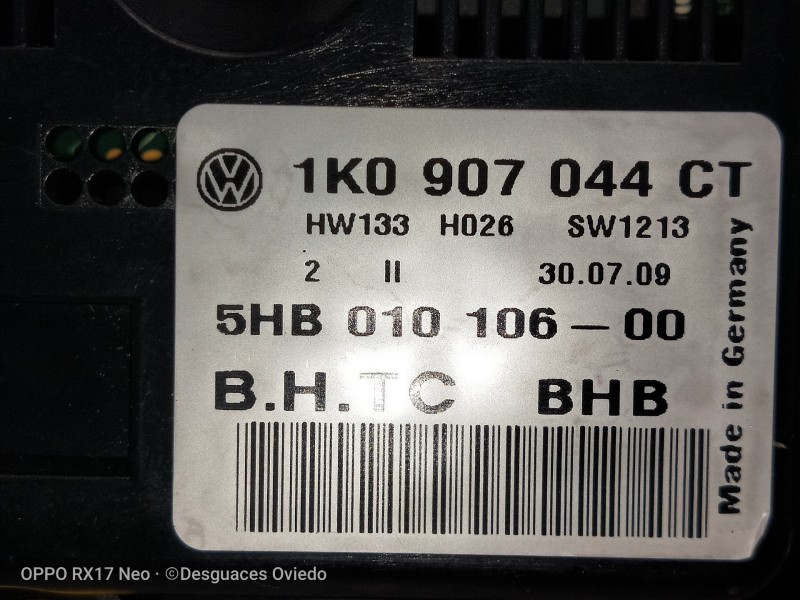 1K0 907 044 CT
HW133 H026 SW1213
2 II 30.07.09
5HB 010 106-00
B.H.TC BHB
Made in Germany
OPPO RX17 Neo · ©Desguaces Oviedo